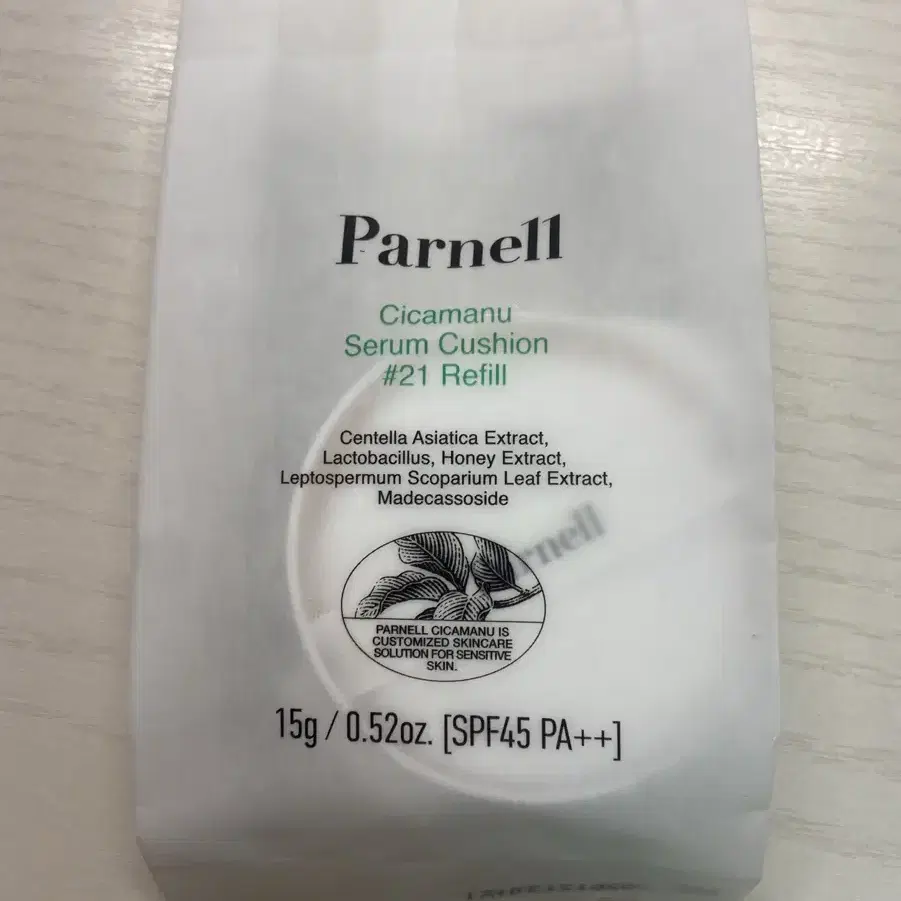 Parnell
Cicamanu
Serum Cushion
#21 Refill
Centella Asiatica Extract,
Lactobacillus, Honey Extract,
Leptospermum Scoparium Leaf Extract,
Madecassoside
rnell
PARNELL CICAMANU IS
CUSTOMIZED SKINCARE
SOLUTION FOR SENSITIVE
SKIN.
15g / 0.52oz. [SPF45 PA++]